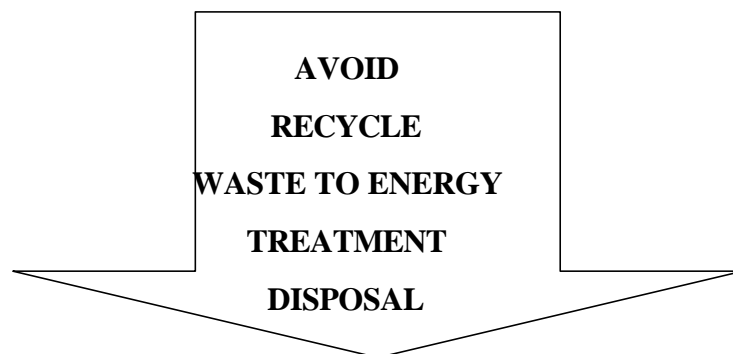 AVOID
RECYCLE
WASTE TO ENERGY
TREATMENT
DISPOSAL